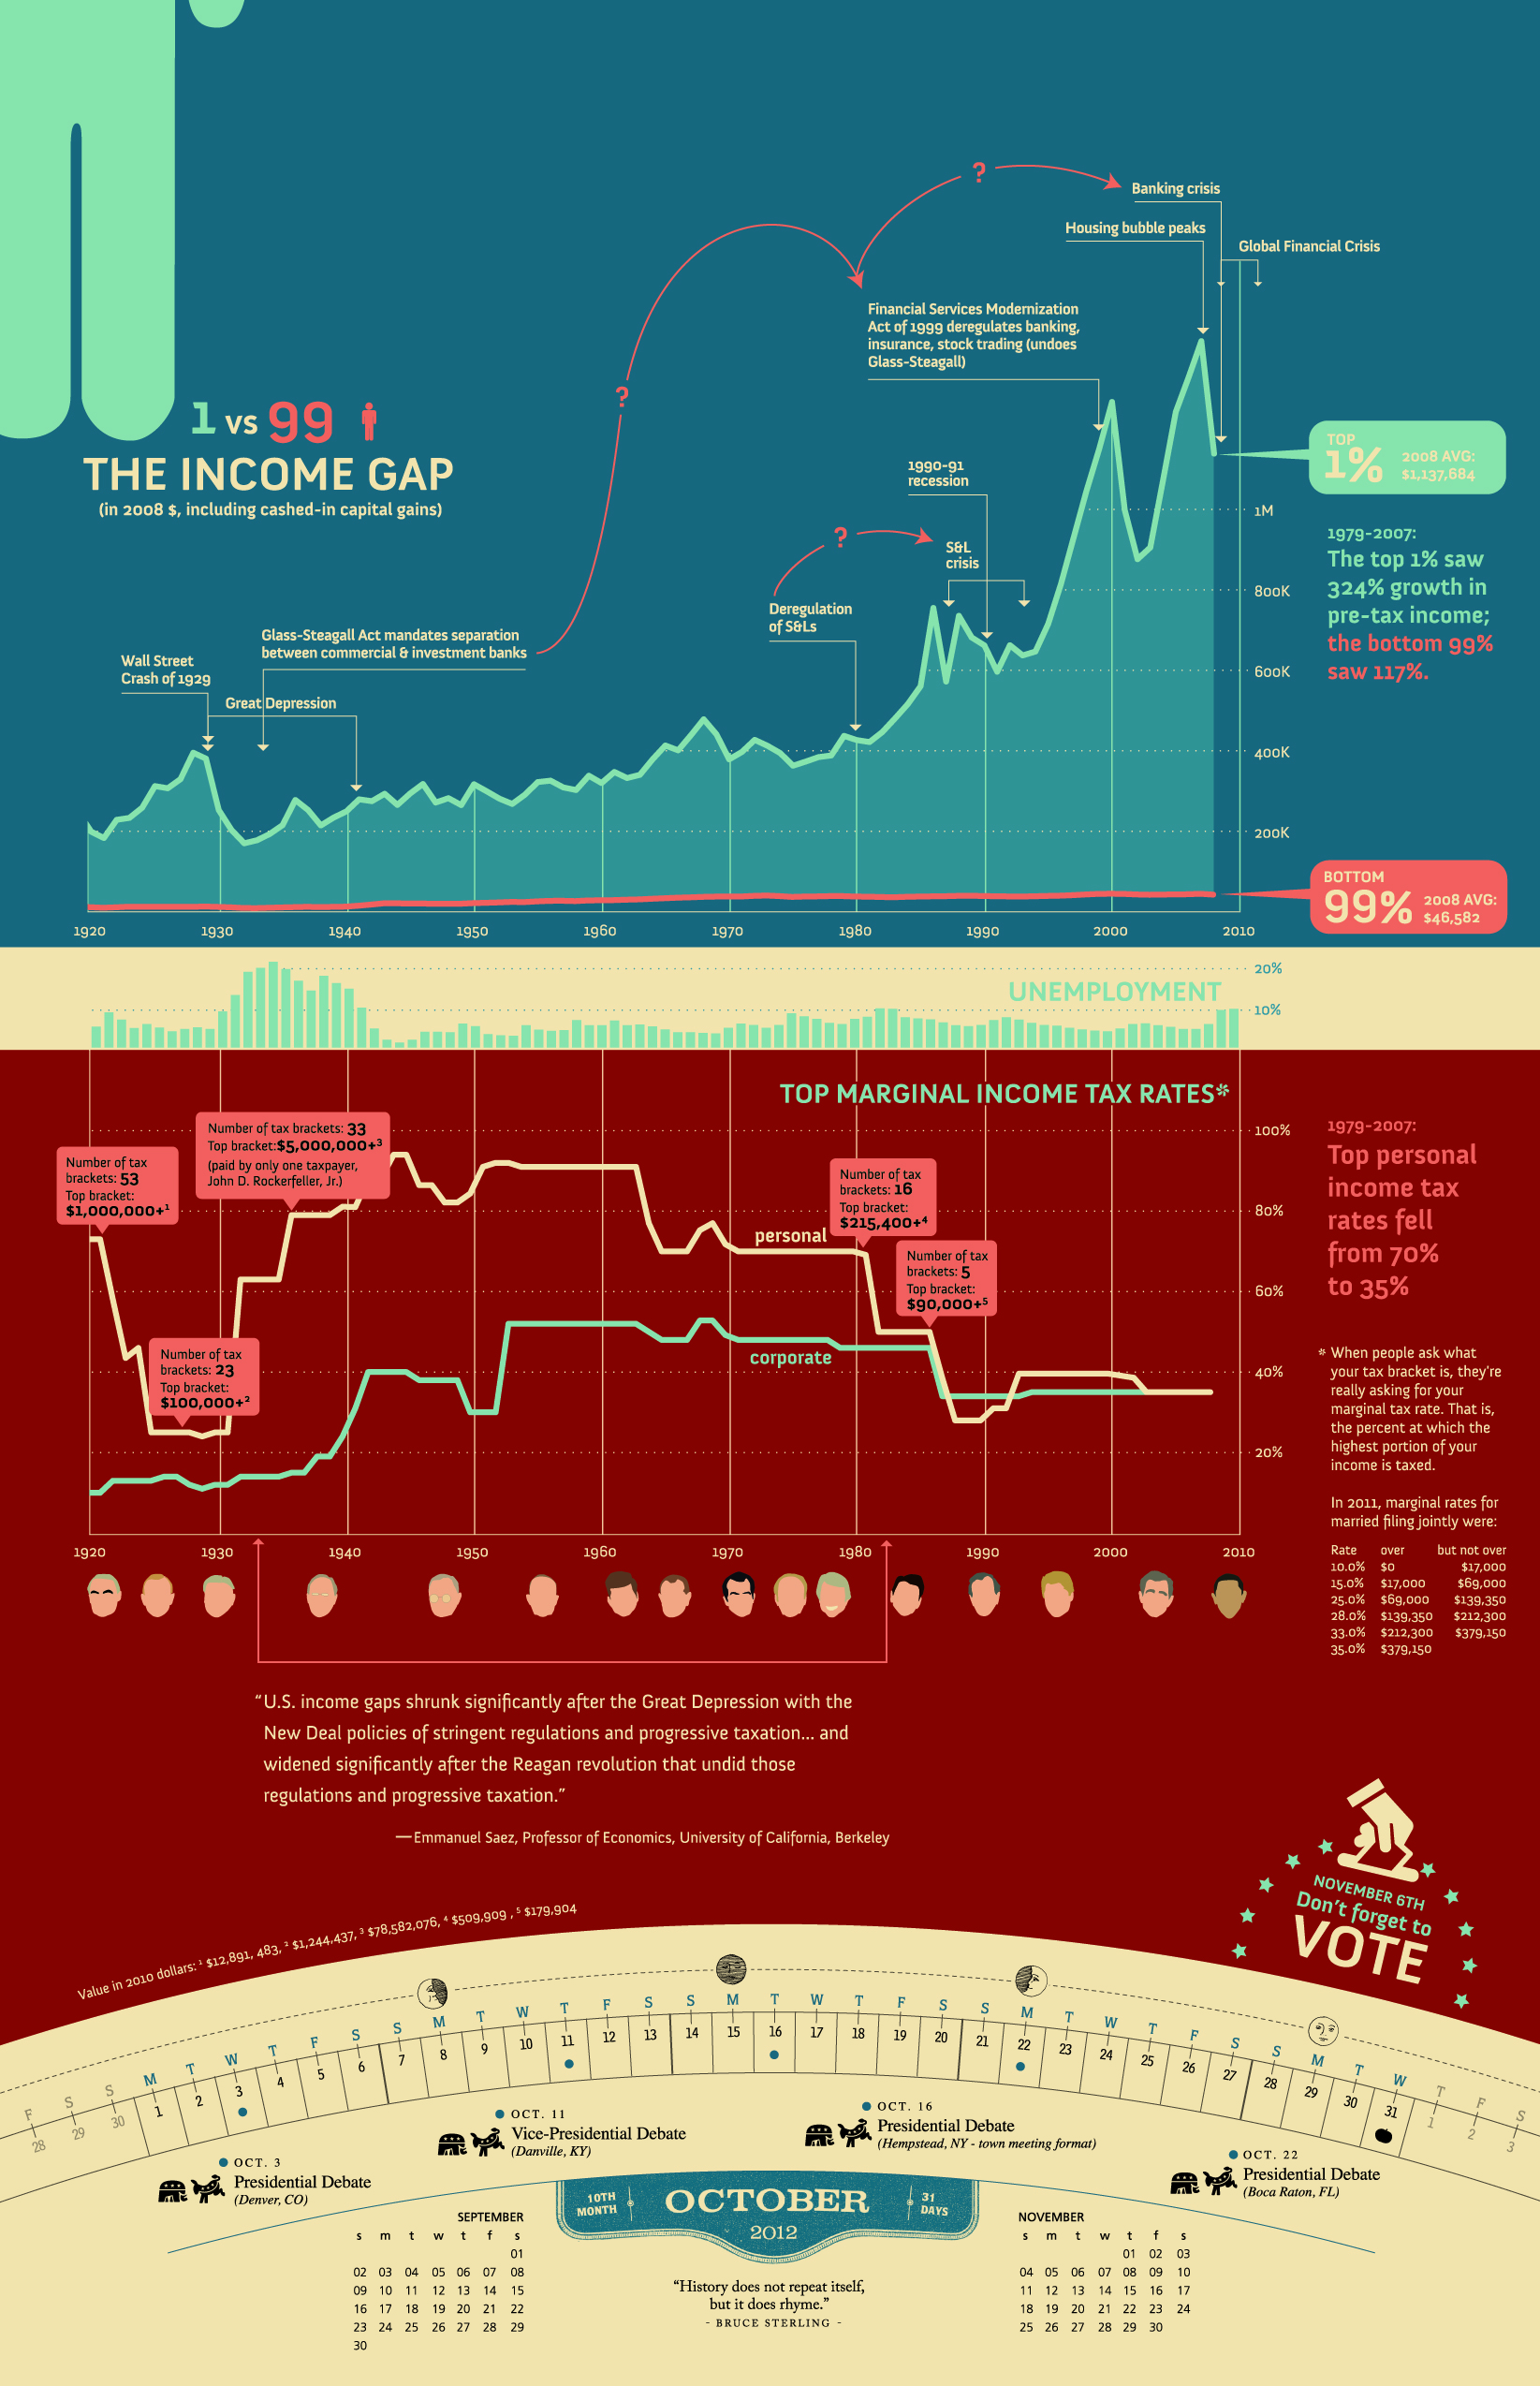 ?
Banking crisis
Housing bubble peaks
Global Financial Crisis
Financial Services Modernization
Act of 1999 deregulates banking,
insurance, stock trading (undoes
Glass-Steagall)
?
1 vs 99
THE INCOME GAP
(in 2008 $, including cashed-in capital gains)
TOP
1%
2008 AVG:
$1,137,684
1990-91
recession
1M
?
S&L
crisis
1979-2007:
The top 1% saw
324% growth in
pre-tax income;
the bottom 99%
saw 117%.
800K
Deregulation
of S&Ls
Glass-Steagall Act mandates separation
between commercial & investment banks
Wall Street
Crash of 1929
600K
Great Depression
400K
200K
BOTTOM
99%
2008 AVG:
$46,582
1920 1930 1940 1950 1960 1970 1980 1990 2000 2010
20%
UNEMPLOYMENT
10%
TOP MARGINAL INCOME TAX RATES*
100%
Number of tax brackets: 33
Top bracket:$5,000,000+³
(paid by only one taxpayer,
John D. Rockerfeller, Jr.)
Number of tax
brackets: 53
Top bracket:
$1,000,000+¹
Number of tax
brackets: 16
Top bracket:
$215,400+⁴
80%
personal
Number of tax
brackets: 5
Top bracket:
$90,000+⁵
60%
1979-2007:
Top personal
income tax
rates fell
from 70%
to 35%
Number of tax
brackets: 23
Top bracket:
$100,000+²
corporate
40%
20%
* When people ask what
your tax bracket is, they're
really asking for your
marginal tax rate. That is,
the percent at which the
highest portion of your
income is taxed.
In 2011, marginal rates for
married filing jointly were:
Rate over but not over
10.0% $0 $17,000
15.0% $17,000 $69,000
25.0% $69,000 $139,350
28.0% $139,350 $212,300
33.0% $212,300 $379,150
35.0% $379,150
1920 1930 1940 1950 1960 1970 1980 1990 2000 2010
“U.S. income gaps shrunk significantly after the Great Depression with the
New Deal policies of stringent regulations and progressive taxation... and
widened significantly after the Reagan revolution that undid those
regulations and progressive taxation.”
—Emmanuel Saez, Professor of Economics, University of California, Berkeley
NOVEMBER 6TH
Don't forget to
VOTE
Value in 2010 dollars: ¹ $12,891, 483, ² $1,244,437, ³ $78,582,076, ⁴ $509,909 , ⁵ $179,904
F S S M T W T F S S M T W T F S S M T W T F S S M T W T F S S M T W T F S
28 29 30 1 2 3 4 5 6 7 8 9 10 11 12 13 14 15 16 17 18 19 20 21 22 23 24 25 26 27 28 29 30 31 1 2 3
OCT. 3
Presidential Debate
(Denver, CO)
OCT. 11
Vice-Presidential Debate
(Danville, KY)
OCT. 16
Presidential Debate
(Hempstead, NY - town meeting format)
OCT. 22
Presidential Debate
(Boca Raton, FL)
10TH
MONTH
OCTOBER
2012
31
DAYS
SEPTEMBER
s m t w t f s
01
02 03 04 05 06 07 08
09 10 11 12 13 14 15
16 17 18 19 20 21 22
23 24 25 26 27 28 29
30
“History does not repeat itself,
but it does rhyme.”
- BRUCE STERLING -
NOVEMBER
s m t w t f s
01 02 03
04 05 06 07 08 09 10
11 12 13 14 15 16 17
18 19 20 21 22 23 24
25 26 27 28 29 30